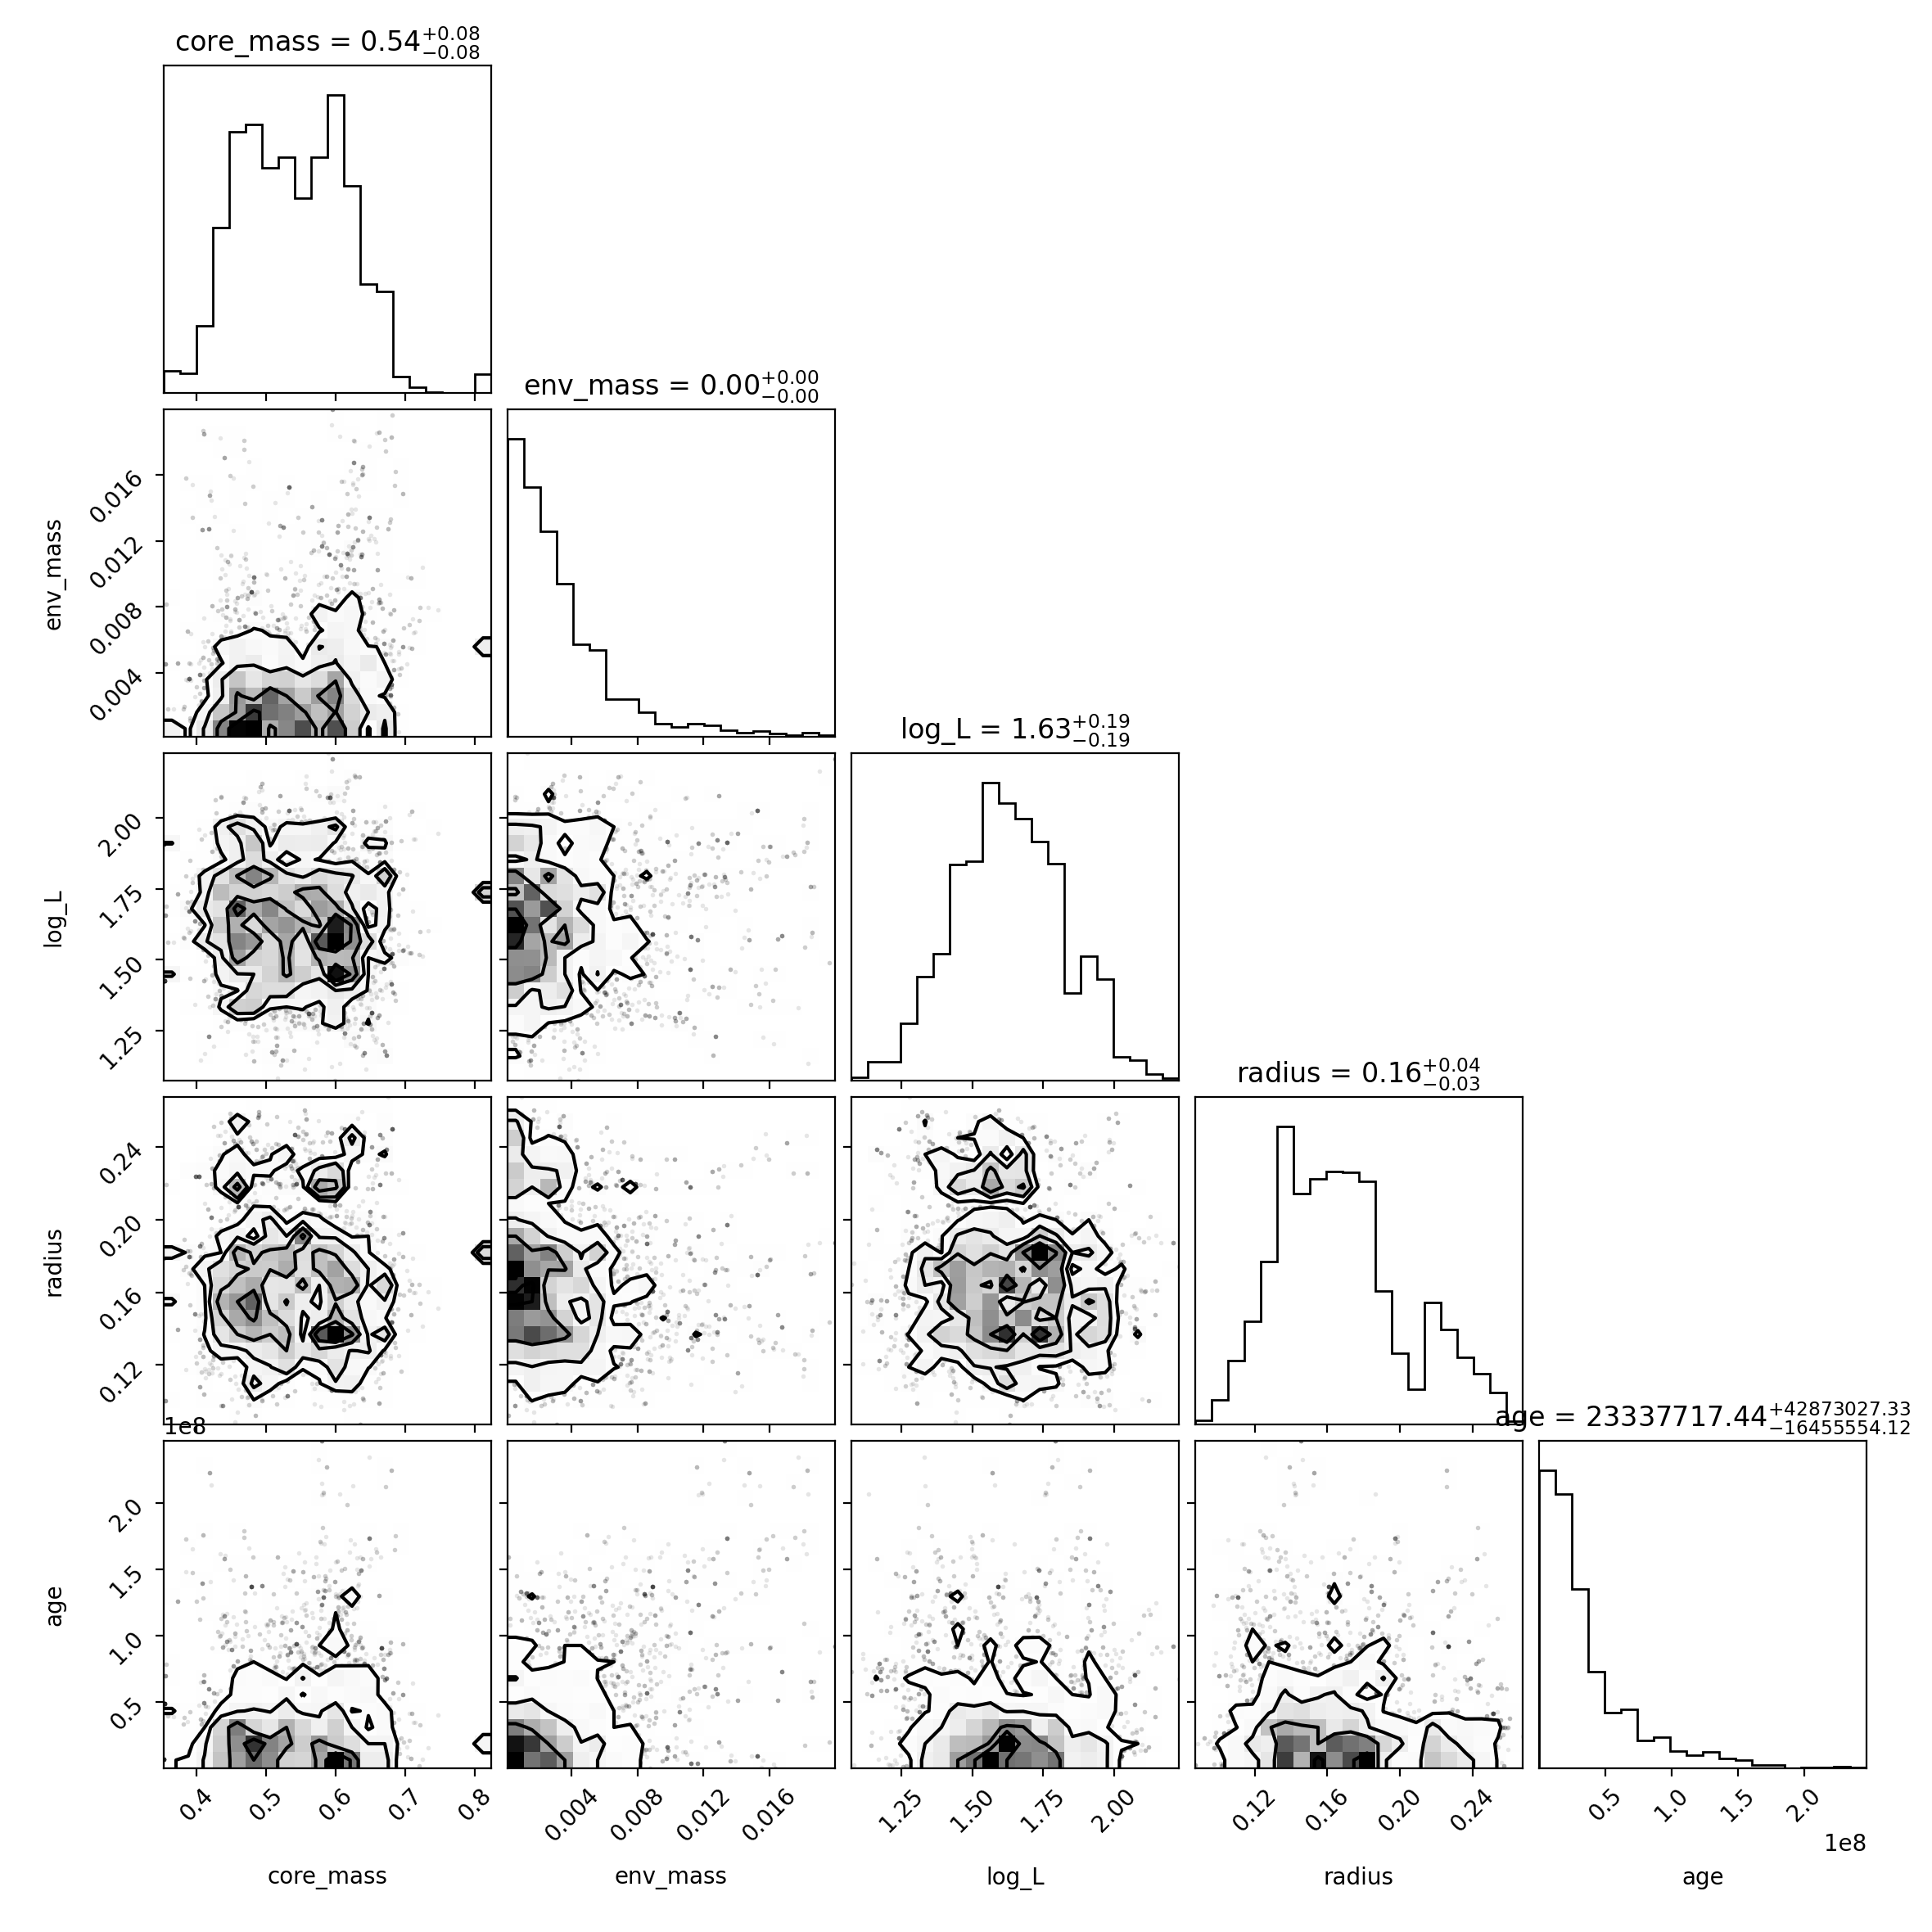 core_mass = 0.54+0.08−0.08
env_mass = 0.00+0.00−0.00
log_L = 1.63+0.19−0.19
radius = 0.16+0.04−0.03
age = 23337717.44+42873027.33−16455554.12
env_mass
0.016
0.012
0.008
0.004
log_L
2.00
1.75
1.50
1.25
radius
0.24
0.20
0.16
0.12
1e8
age
2.0
1.5
1.0
0.5
0.4 0.5 0.6 0.7 0.8
0.004 0.008 0.012 0.016
1.25 1.50 1.75 2.00
0.12 0.16 0.20 0.24
0.5 1.0 1.5 2.0
1e8
core_mass
env_mass
log_L
radius
age